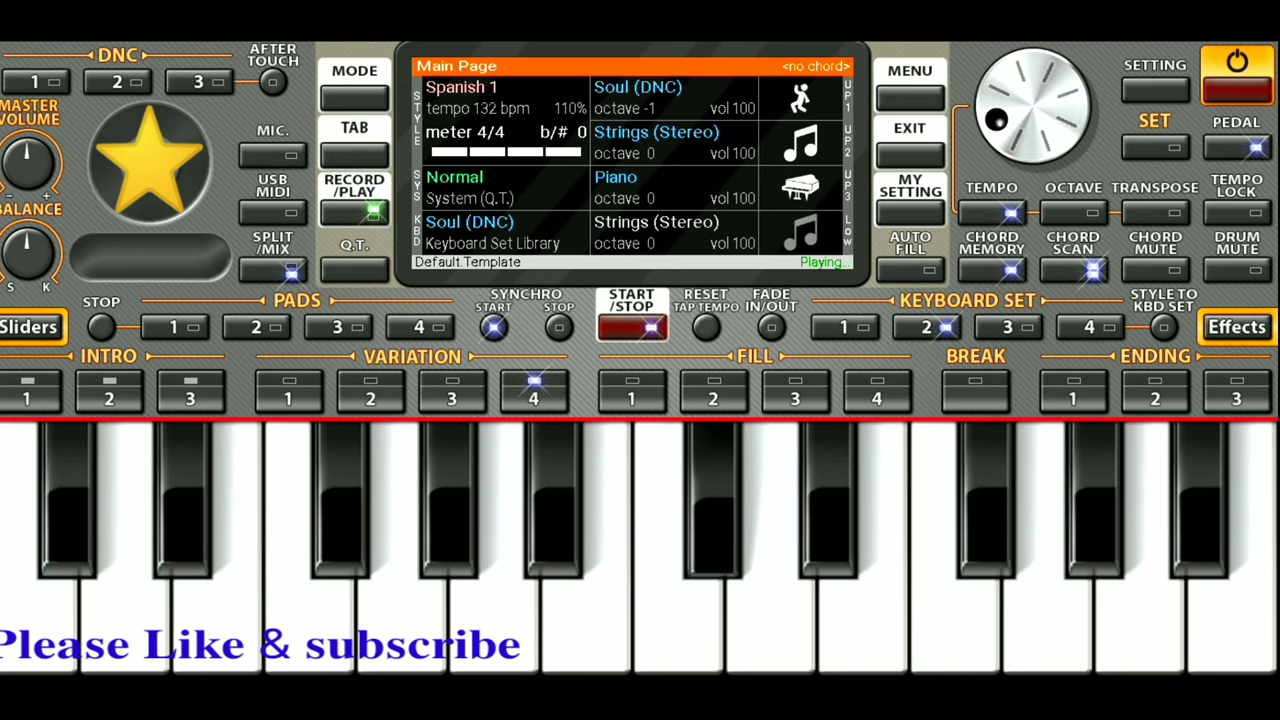 DNC
AFTER
TOUCH
1 2 3
MASTER
VOLUME
- +
BALANCE
S K
MIC.
USB
MIDI
SPLIT
/MIX
MODE
TAB
RECORD
/PLAY
Q.T.
Main Page <no chord>
STYLE
Spanish 1
tempo 132 bpm 110%
meter 4/4 b/# 0
SYS
Normal
System (Q.T.)
KBD
Soul (DNC)
Keyboard Set Library
Soul (DNC)
octave -1 vol 100
UP1
Strings (Stereo)
octave 0 vol 100
UP2
Piano
octave 0 vol 100
UP3
Strings (Stereo)
octave 0 vol 100
Low
Default.Template Playing...
MENU
EXIT
MY
SETTING
AUTO
FILL
SETTING
SET
PEDAL
TEMPO OCTAVE TRANSPOSE TEMPO
LOCK
CHORD
MEMORY
CHORD
SCAN
CHORD
MUTE
DRUM
MUTE
Sliders
STOP
PADS
1 2 3 4
SYNCHRO
START STOP
START
/STOP
RESET
TAP TEMPO
FADE
IN/OUT
KEYBOARD SET
1 2 3 4
STYLE TO
KBD SET
Effects
INTRO VARIATION FILL BREAK ENDING
1 2 3 1 2 3 4 1 2 3 4 1 2 3
Please Like & subscribe